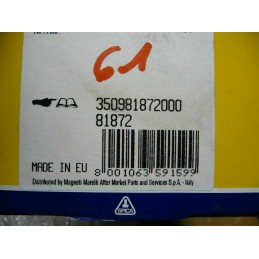 61
350981872000
81872
MADE IN EU
8 001063 591599
Distributed by Magneti Marelli After Market Parts and Services S.p.A. - Italy
SPICA